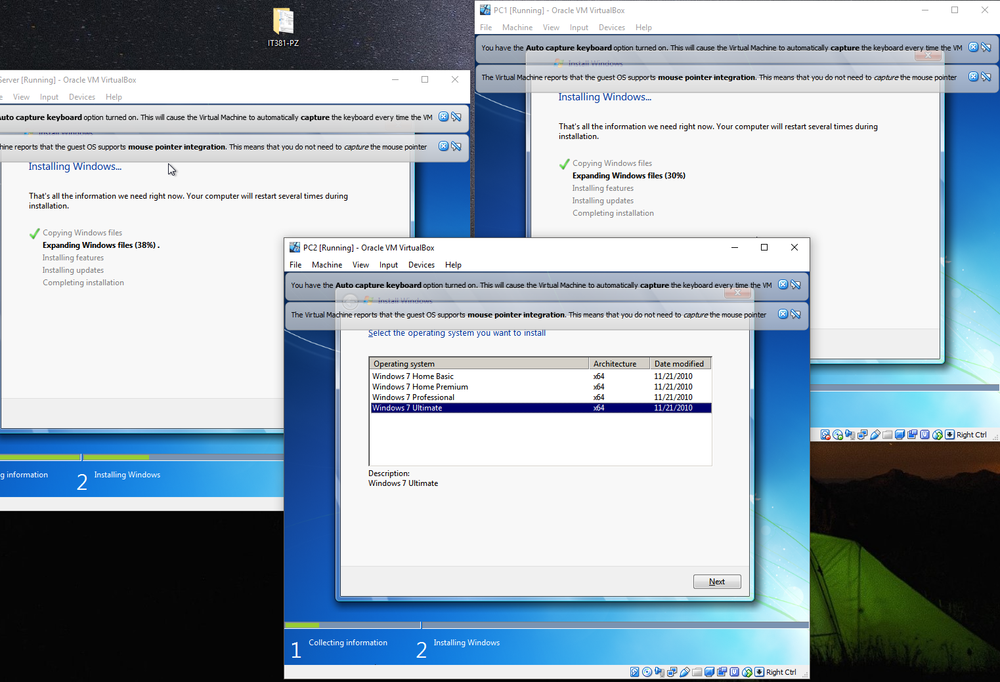 IT381-PZ
PC1 [Running] - Oracle VM VirtualBox
File Machine View Input Devices Help
You have the Auto capture keyboard option turned on. This will cause the Virtual Machine to automatically capture the keyboard every time the VM
Install Windows
The Virtual Machine reports that the guest OS supports mouse pointer integration. This means that you do not need to capture the mouse pointer
Installing Windows...
That's all the information we need right now. Your computer will restart several times during
installation.
Copying Windows files
Expanding Windows files (30%)
Installing features
Installing updates
Completing installation
Right Ctrl
Server [Running] - Oracle VM VirtualBox
e View Input Devices Help
uto capture keyboard option turned on. This will cause the Virtual Machine to automatically capture the keyboard every time the VM
Install Windows
hine reports that the guest OS supports mouse pointer integration. This means that you do not need to capture the mouse pointer
Installing Windows...
That's all the information we need right now. Your computer will restart several times during
installation.
Copying Windows files
Expanding Windows files (38%) .
Installing features
Installing updates
Completing installation
g information
2 Installing Windows
PC2 [Running] - Oracle VM VirtualBox
File Machine View Input Devices Help
You have the Auto capture keyboard option turned on. This will cause the Virtual Machine to automatically capture the keyboard every time the VM
Install Windows
The Virtual Machine reports that the guest OS supports mouse pointer integration. This means that you do not need to capture the mouse pointer
Select the operating system you want to install
Operating system Architecture Date modified
Windows 7 Home Basic x64 11/21/2010
Windows 7 Home Premium x64 11/21/2010
Windows 7 Professional x64 11/21/2010
Windows 7 Ultimate x64 11/21/2010
Description:
Windows 7 Ultimate
Next
1 Collecting information 2 Installing Windows
Right Ctrl